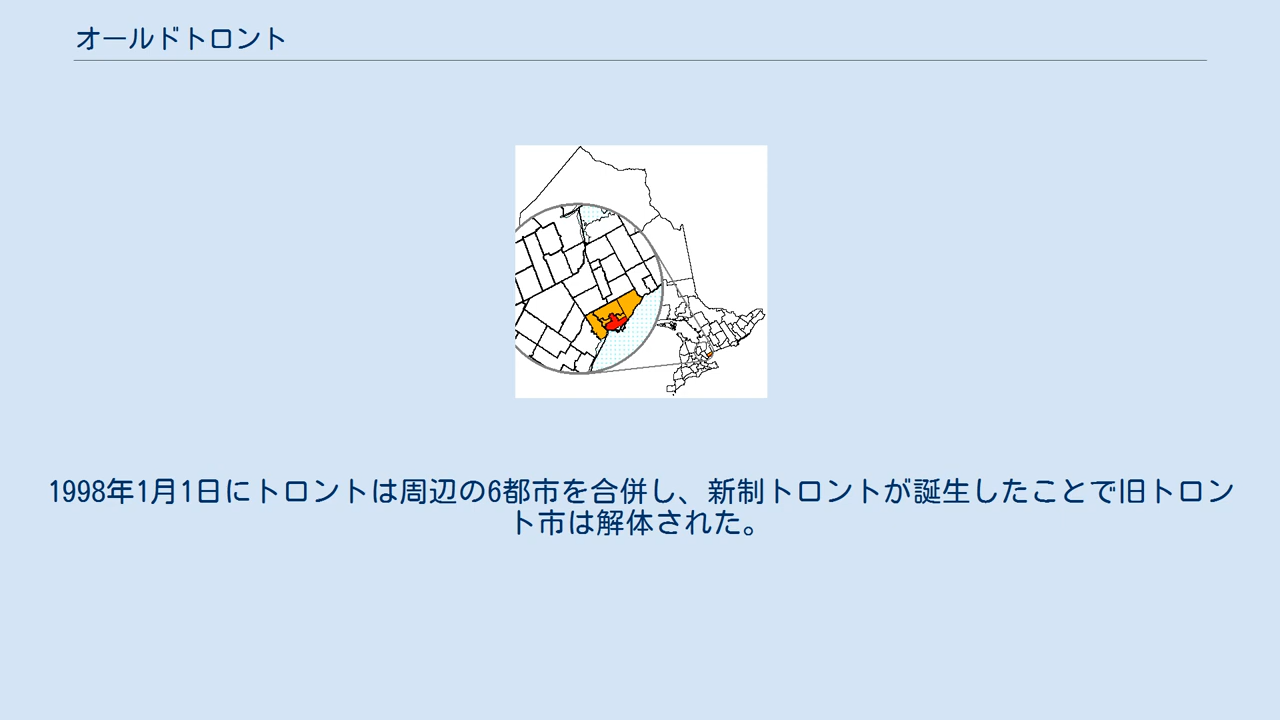 オールドトロント
1998年1月1日にトロントは周辺の6都市を合併し、新制トロントが誕生したことで旧トロン
ト市は解体された。